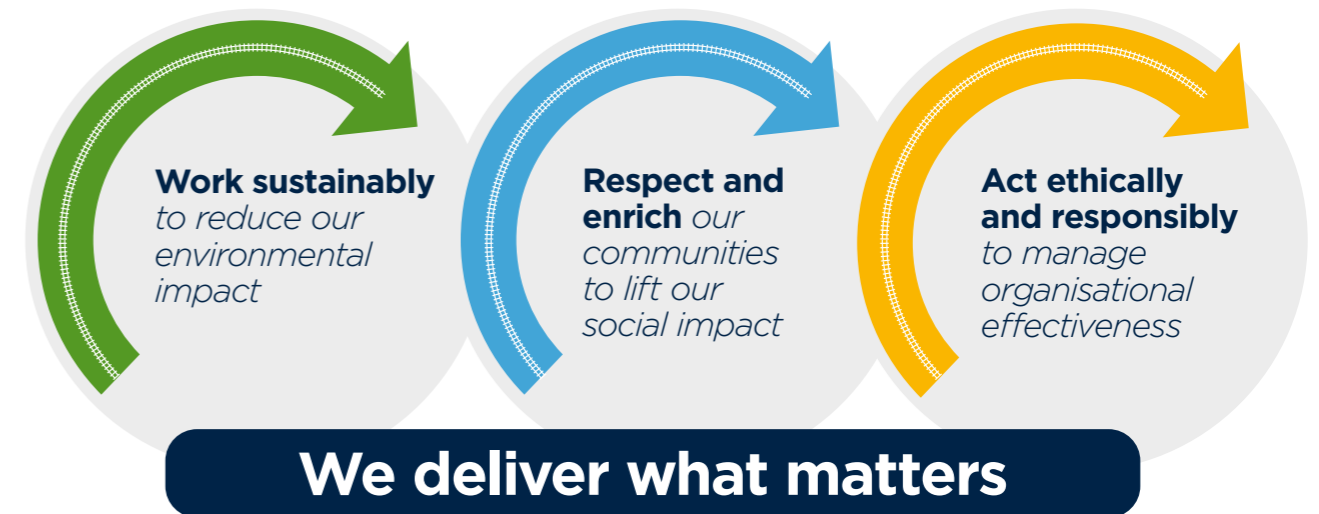 Work sustainably
to reduce our
environmental
impact
Respect and
enrich our
communities
to lift our
social impact
Act ethically
and responsibly
to manage
organisational
effectiveness
We deliver what matters